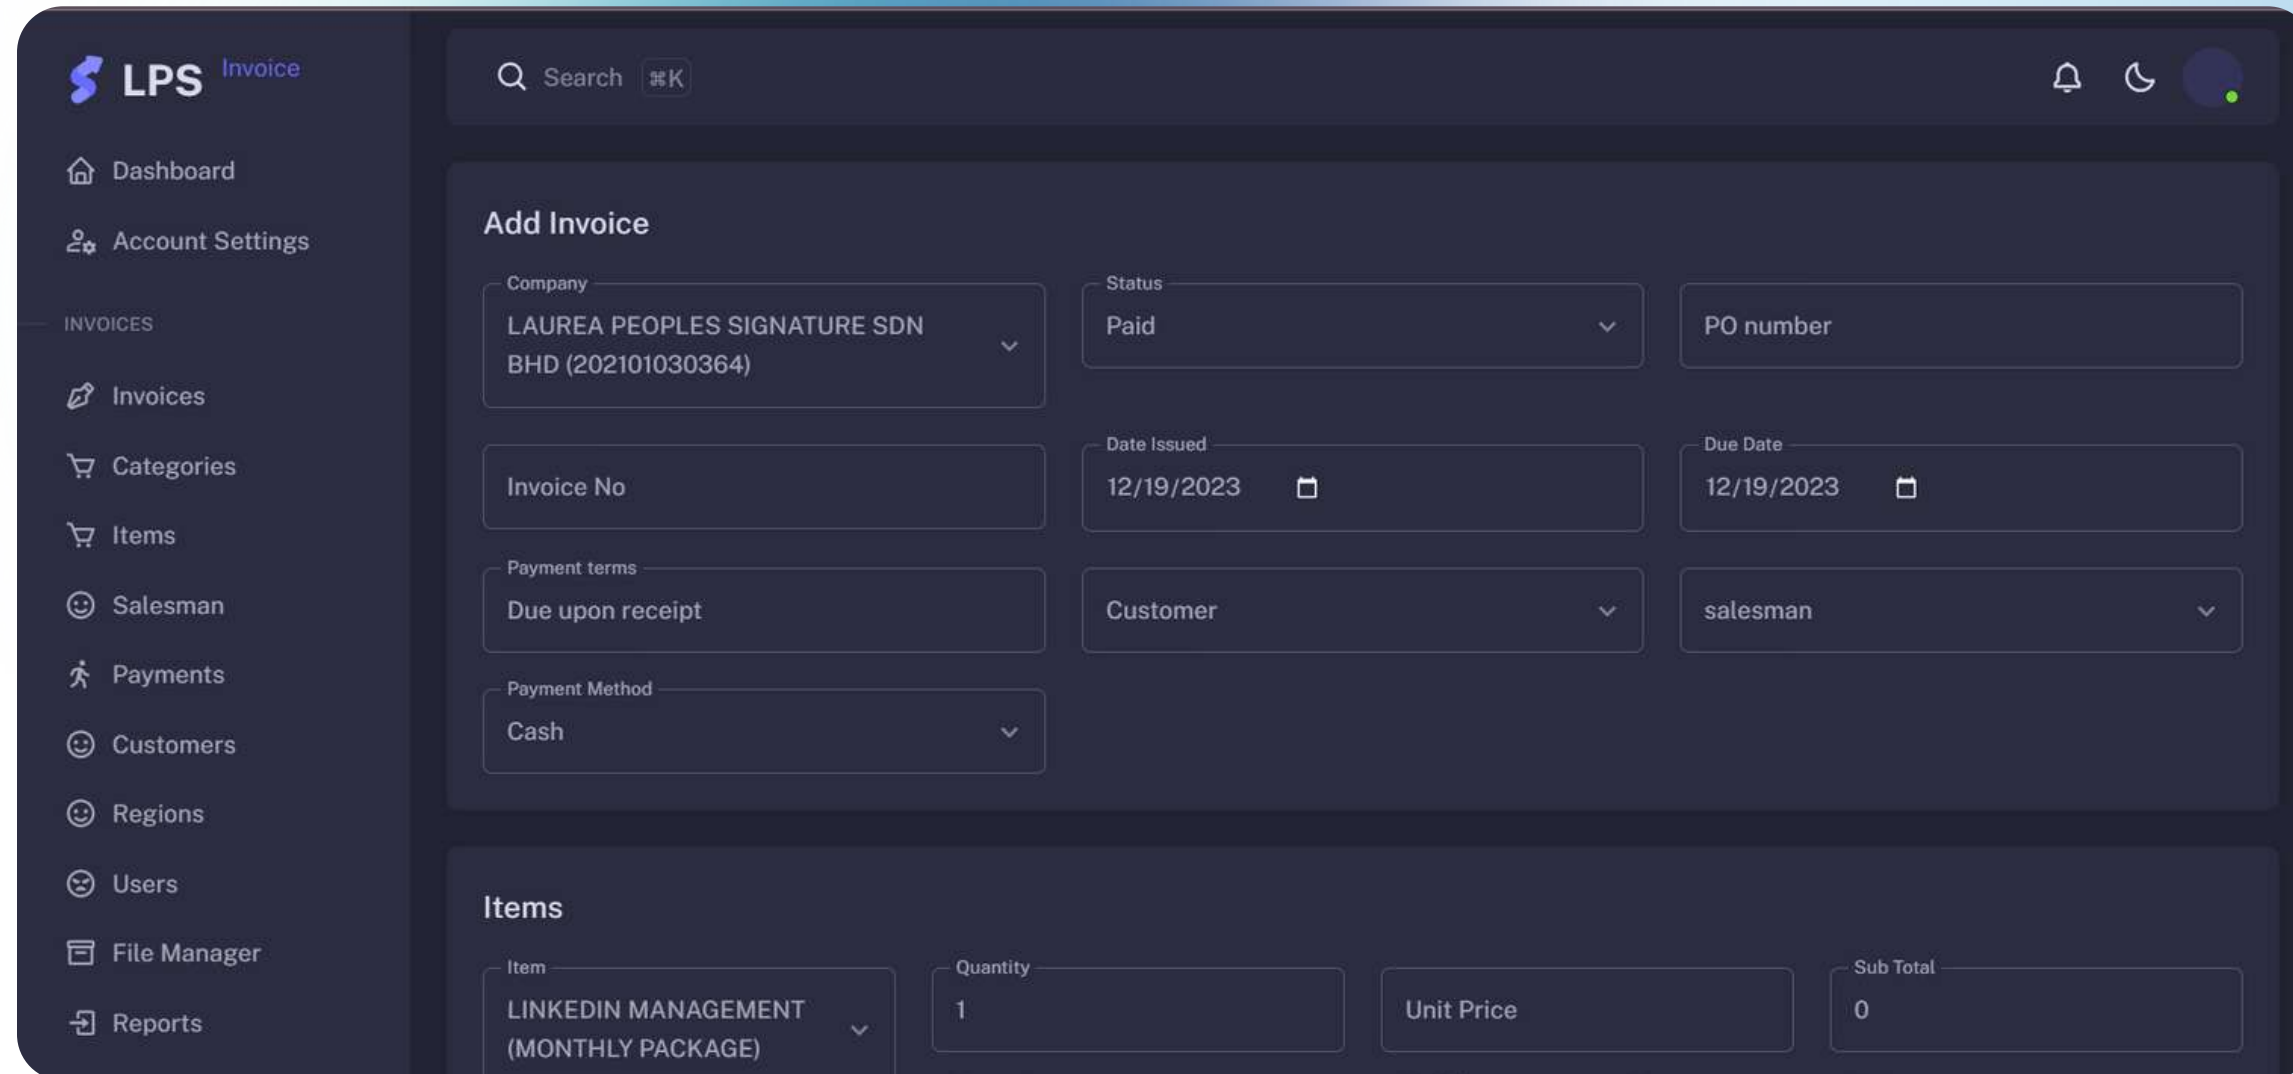 LPS Invoice
Dashboard
Account Settings
INVOICES
Invoices
Categories
Items
Salesman
Payments
Customers
Regions
Users
File Manager
Reports
Search ⌘K
Add Invoice
Company
LAUREA PEOPLES SIGNATURE SDN
BHD (202101030364)
Status
Paid
PO number
Invoice No
Date Issued
12/19/2023
Due Date
12/19/2023
Payment terms
Due upon receipt
Customer
salesman
Payment Method
Cash
Items
Item
LINKEDIN MANAGEMENT
(MONTHLY PACKAGE)
Quantity
1
Unit Price
Sub Total
0